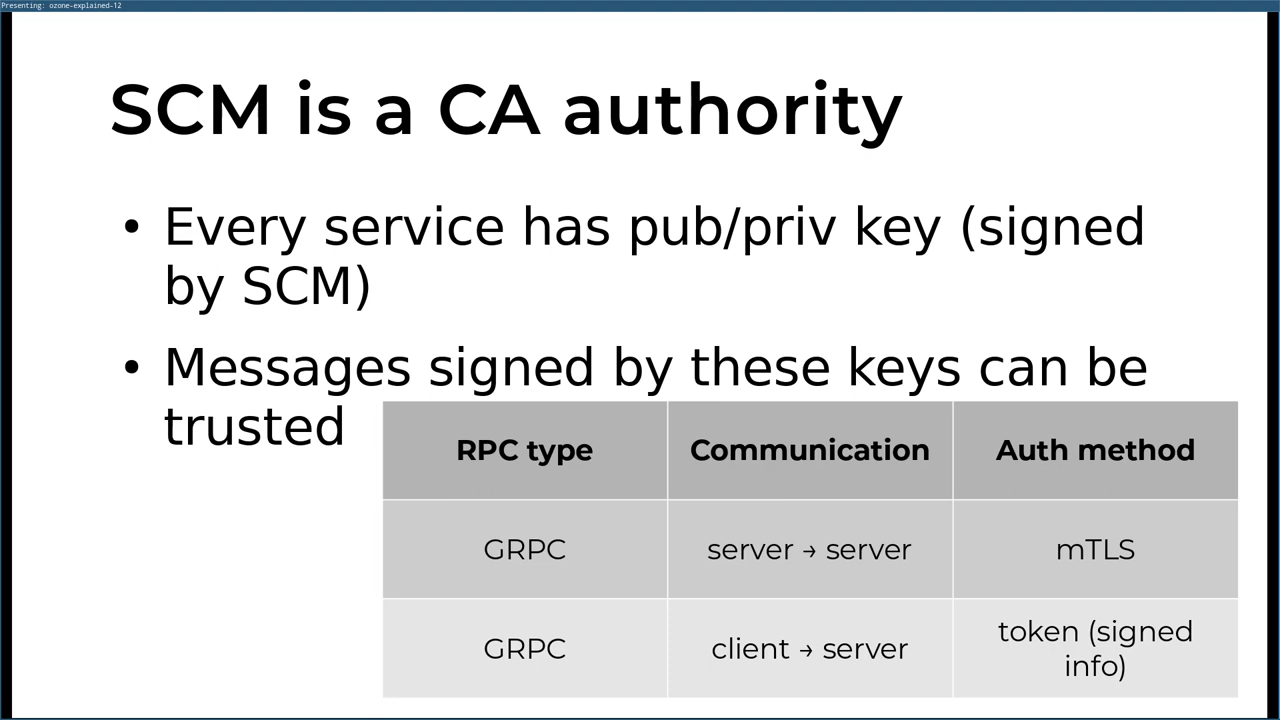 Presenting: ozone-explained-12
SCM is a CA authority
• Every service has pub/priv key (signed
by SCM)
• Messages signed by these keys can be
trusted
RPC type Communication Auth method
GRPC server → server mTLS
GRPC client → server token (signed
info)